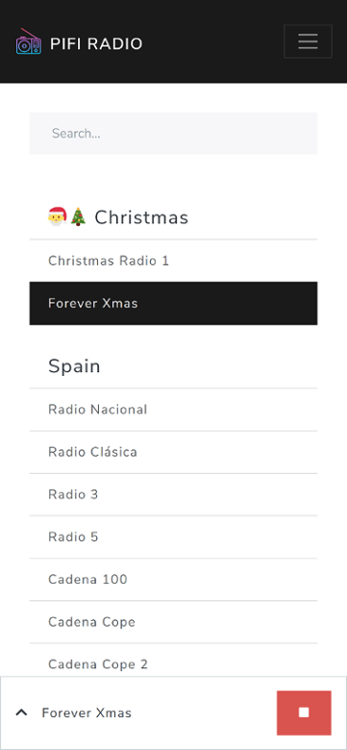 PIFI RADIO
Search...
🎅🎄 Christmas
Christmas Radio 1
Forever Xmas
Spain
Radio Nacional
Radio Clásica
Radio 3
Radio 5
Cadena 100
Cadena Cope
Cadena Cope 2
Forever Xmas